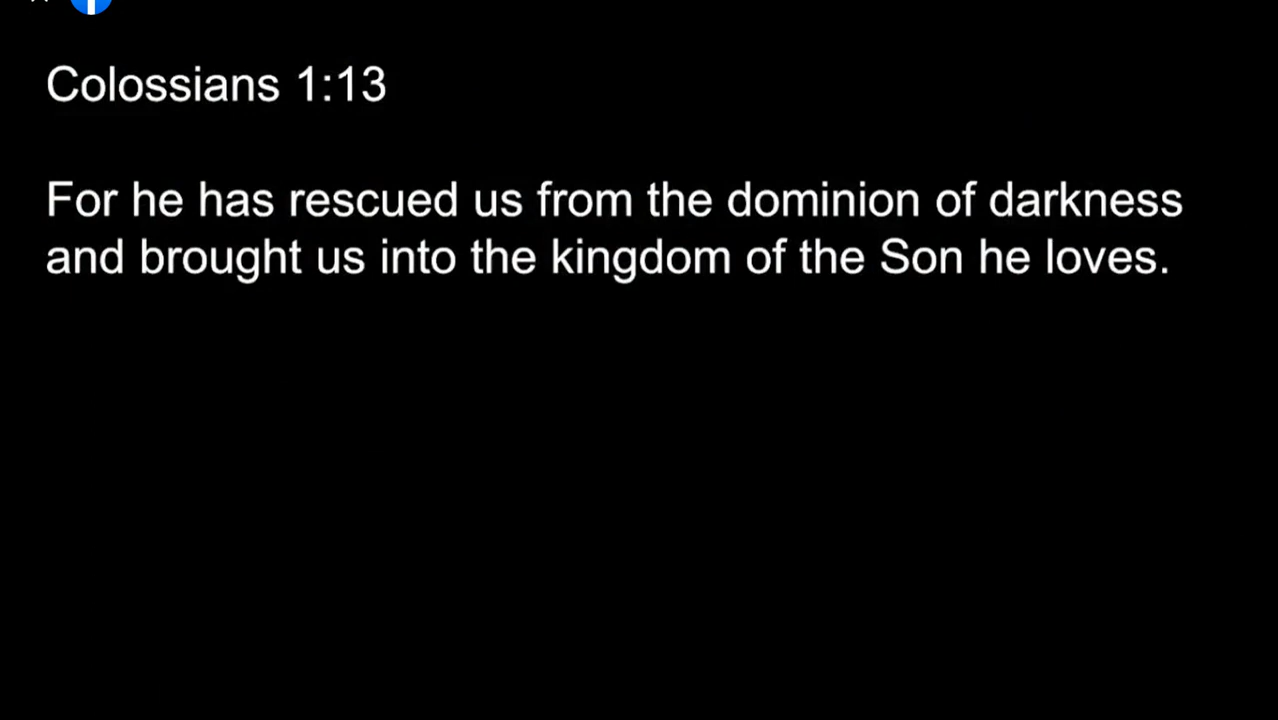 Colossians 1:13
For he has rescued us from the dominion of darkness
and brought us into the kingdom of the Son he loves.